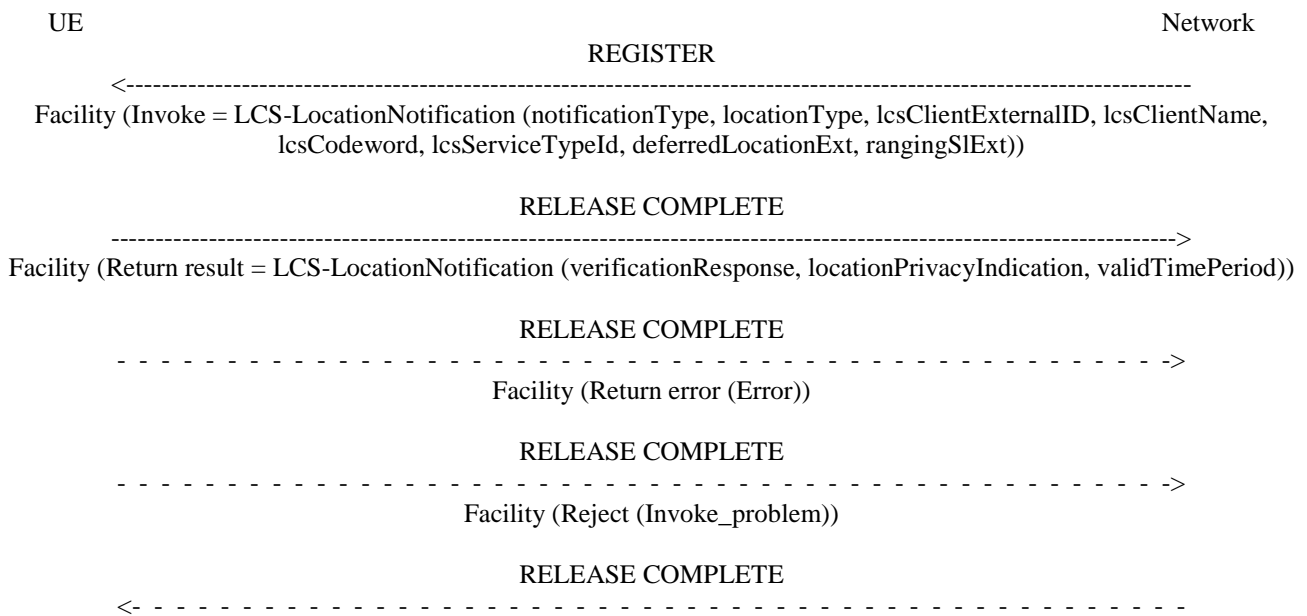 UE Network
REGISTER
<------------------------------------------------------------------------------------------------------------------------
Facility (Invoke = LCS-LocationNotification (notificationType, locationType, lcsClientExternalID, lcsClientName,
lcsCodeword, lcsServiceTypeId, deferredLocationExt, rangingSlExt))
RELEASE COMPLETE
------------------------------------------------------------------------------------------------------------------------>
Facility (Return result = LCS-LocationNotification (verificationResponse, locationPrivacyIndication, validTimePeriod))
RELEASE COMPLETE
- - - - - - - - - - - - - - - - - - - - - - - - - - - - - - - - - - - - - - - - - - - - - - - - ->
Facility (Return error (Error))
RELEASE COMPLETE
- - - - - - - - - - - - - - - - - - - - - - - - - - - - - - - - - - - - - - - - - - - - - - - - ->
Facility (Reject (Invoke_problem))
RELEASE COMPLETE
<- - - - - - - - - - - - - - - - - - - - - - - - - - - - - - - - - - - - - - - - - - - - - - - - -